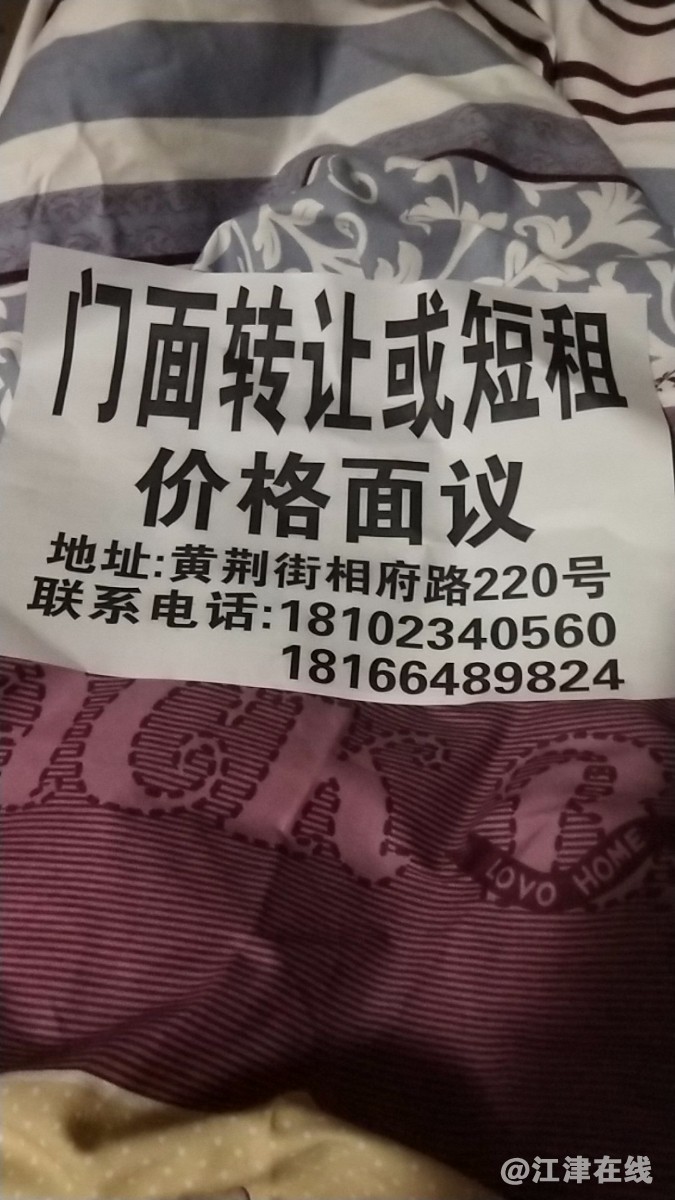 门面转让或短租
价格面议
地址:黄荆街相府路220号
联系电话:18102340560
18166489824
LOVO HOME
@江津在线